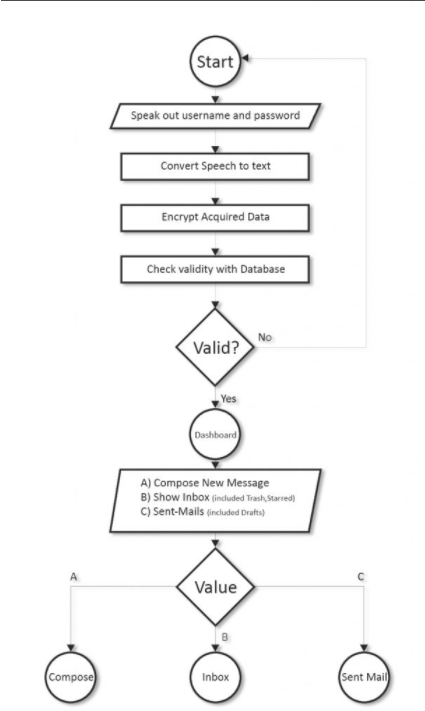 Start
Speak out username and password
Convert Speech to text
Encrypt Acquired Data
Check validity with Database
Valid?
No
Yes
Dashboard
A) Compose New Message
B) Show Inbox (included Trash,Starred)
C) Sent-Mails (included Drafts)
Value
A
C
B
Compose
Inbox
Sent Mail